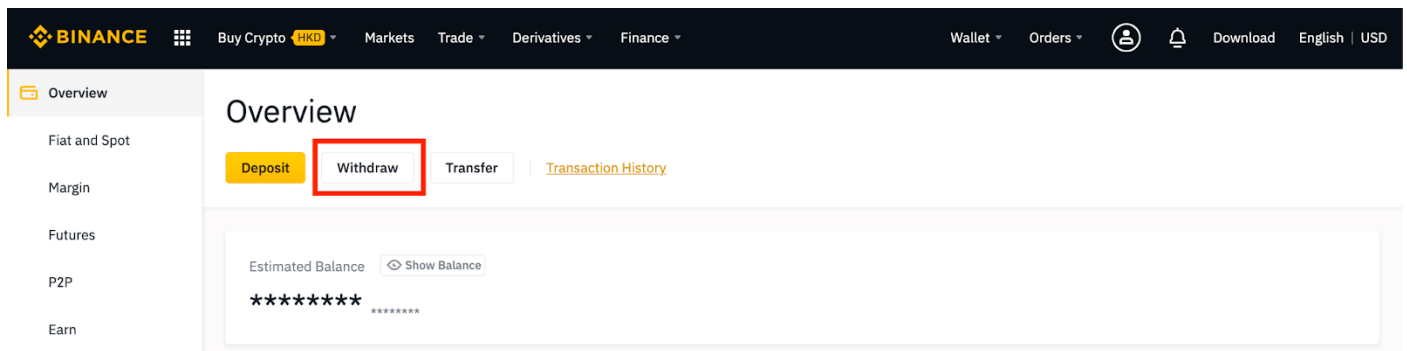 BINANCE Buy Crypto HKD Markets Trade Derivatives Finance Wallet Orders Download English | USD
Overview
Fiat and Spot
Margin
Futures
P2P
Earn
Overview
Deposit Withdraw Transfer Transaction History
Estimated Balance Show Balance
******** ********